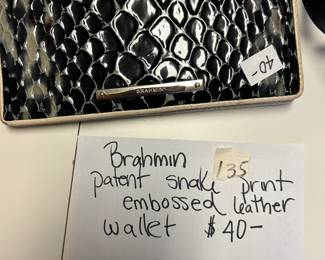 BRAHMIN
40-
Brahmin
135
patent snake print
embossed leather
wallet $40-